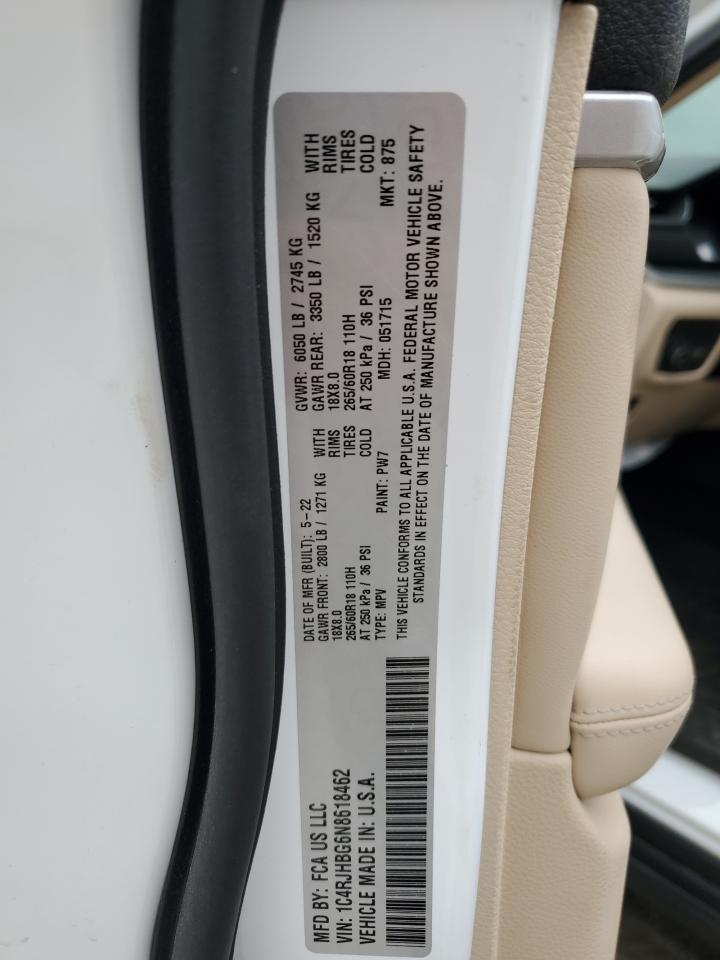 MFD BY: FCA US LLC
VIN: 1C4RJHBG6N8618462
VEHICLE MADE IN: U.S.A.
DATE OF MFR (BUILT): 5-22 GVWR: 6050 LB / 2745 KG
GAWR FRONT: 2800 LB / 1271 KG WITH GAWR REAR: 3350 LB / 1520 KG WITH
18X8.0 RIMS 18X8.0 RIMS
265/60R18 110H TIRES 265/60R18 110H TIRES
AT 250 kPa / 36 PSI COLD AT 250 kPa / 36 PSI COLD
TYPE: MPV PAINT: PW7 MDH: 051715 MKT: 875
THIS VEHICLE CONFORMS TO ALL APPLICABLE U.S.A. FEDERAL MOTOR VEHICLE SAFETY
STANDARDS IN EFFECT ON THE DATE OF MANUFACTURE SHOWN ABOVE.